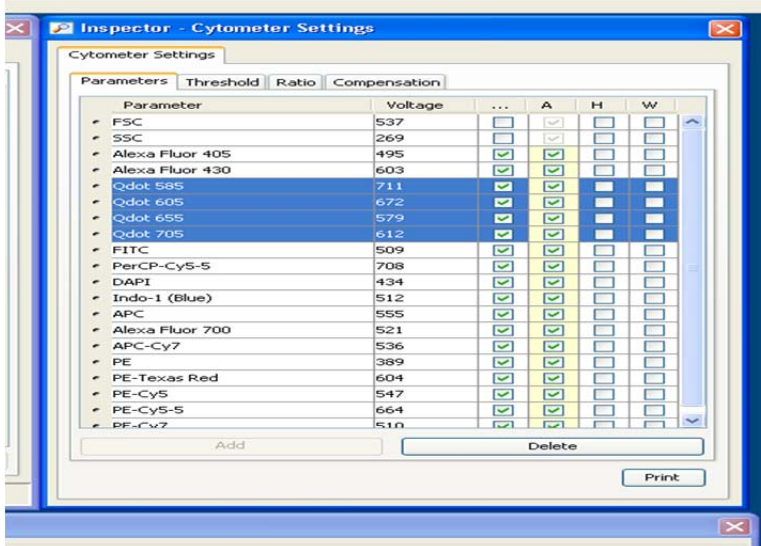 Inspector - Cytometer Settings
Cytometer Settings
Parameters Threshold Ratio Compensation
Parameter Voltage ... A H W
FSC 537
SSC 269
Alexa Fluor 405 495
Alexa Fluor 430 603
Qdot 585 711
Qdot 605 672
Qdot 655 579
Qdot 705 612
FITC 509
PerCP-Cy5-5 708
DAPI 434
Indo-1 (Blue) 512
APC 555
Alexa Fluor 700 521
APC-Cy7 536
PE 389
PE-Texas Red 604
PE-Cy5 547
PE-Cy5-5 664
PE-Cy7 510
Add Delete
Print